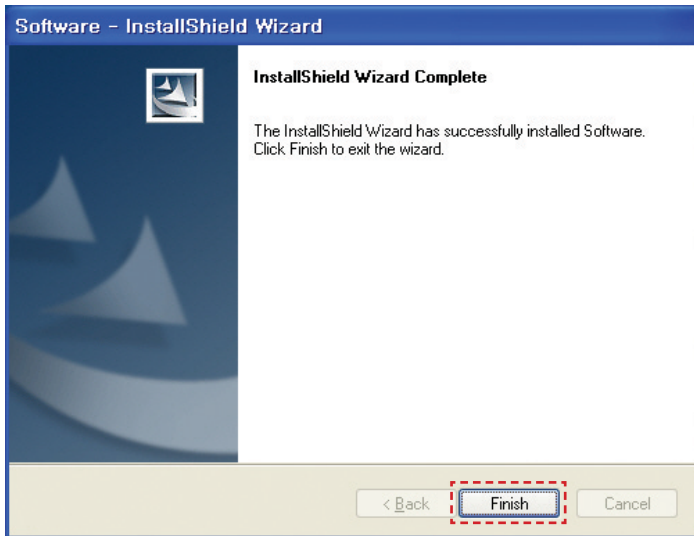 Software - InstallShield Wizard
InstallShield Wizard Complete
The InstallShield Wizard has successfully installed Software.
Click Finish to exit the wizard.
< Back
Finish
Cancel